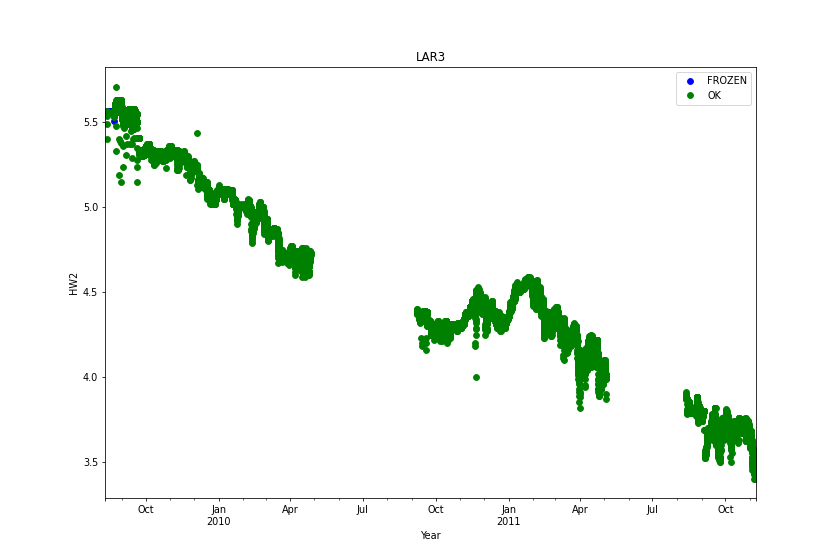 LAR3
FROZEN
OK
HW2
5.5
5.0
4.5
4.0
3.5
Oct
Jan
2010
Apr
Jul
Oct
Jan
2011
Apr
Jul
Oct
Year